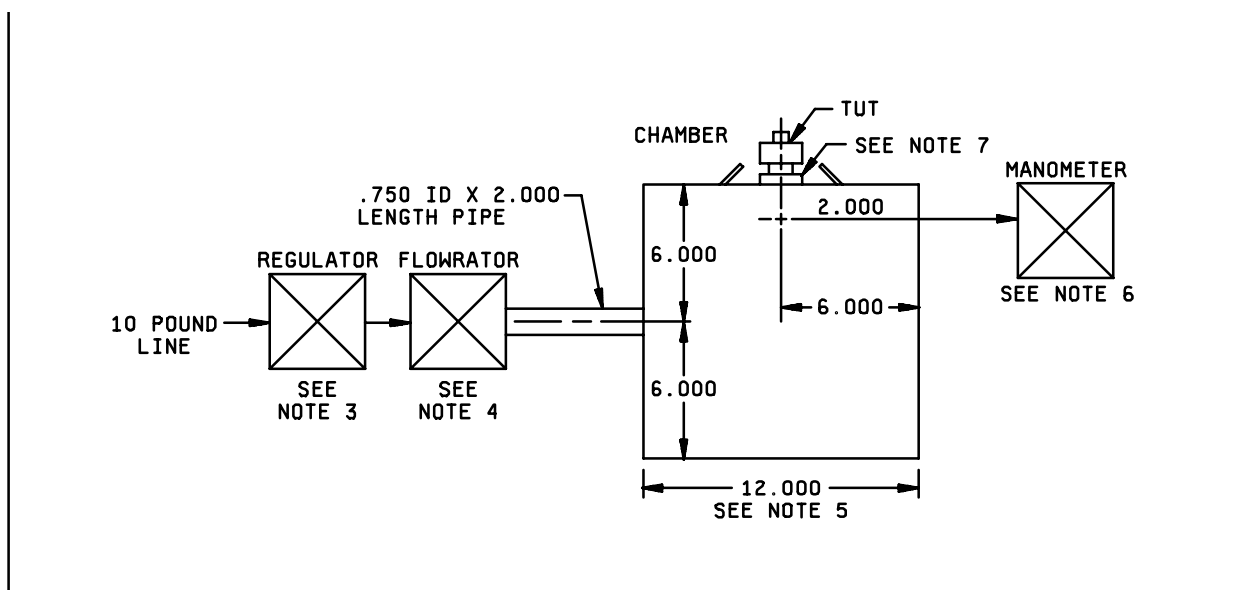 TUT
CHAMBER
SEE NOTE 7
MANOMETER
.750 ID X 2.000
LENGTH PIPE
2.000
6.000
REGULATOR
FLOWRATOR
SEE NOTE 6
6.000
10 POUND
LINE
SEE
NOTE 3
SEE
NOTE 4
6.000
12.000
SEE NOTE 5